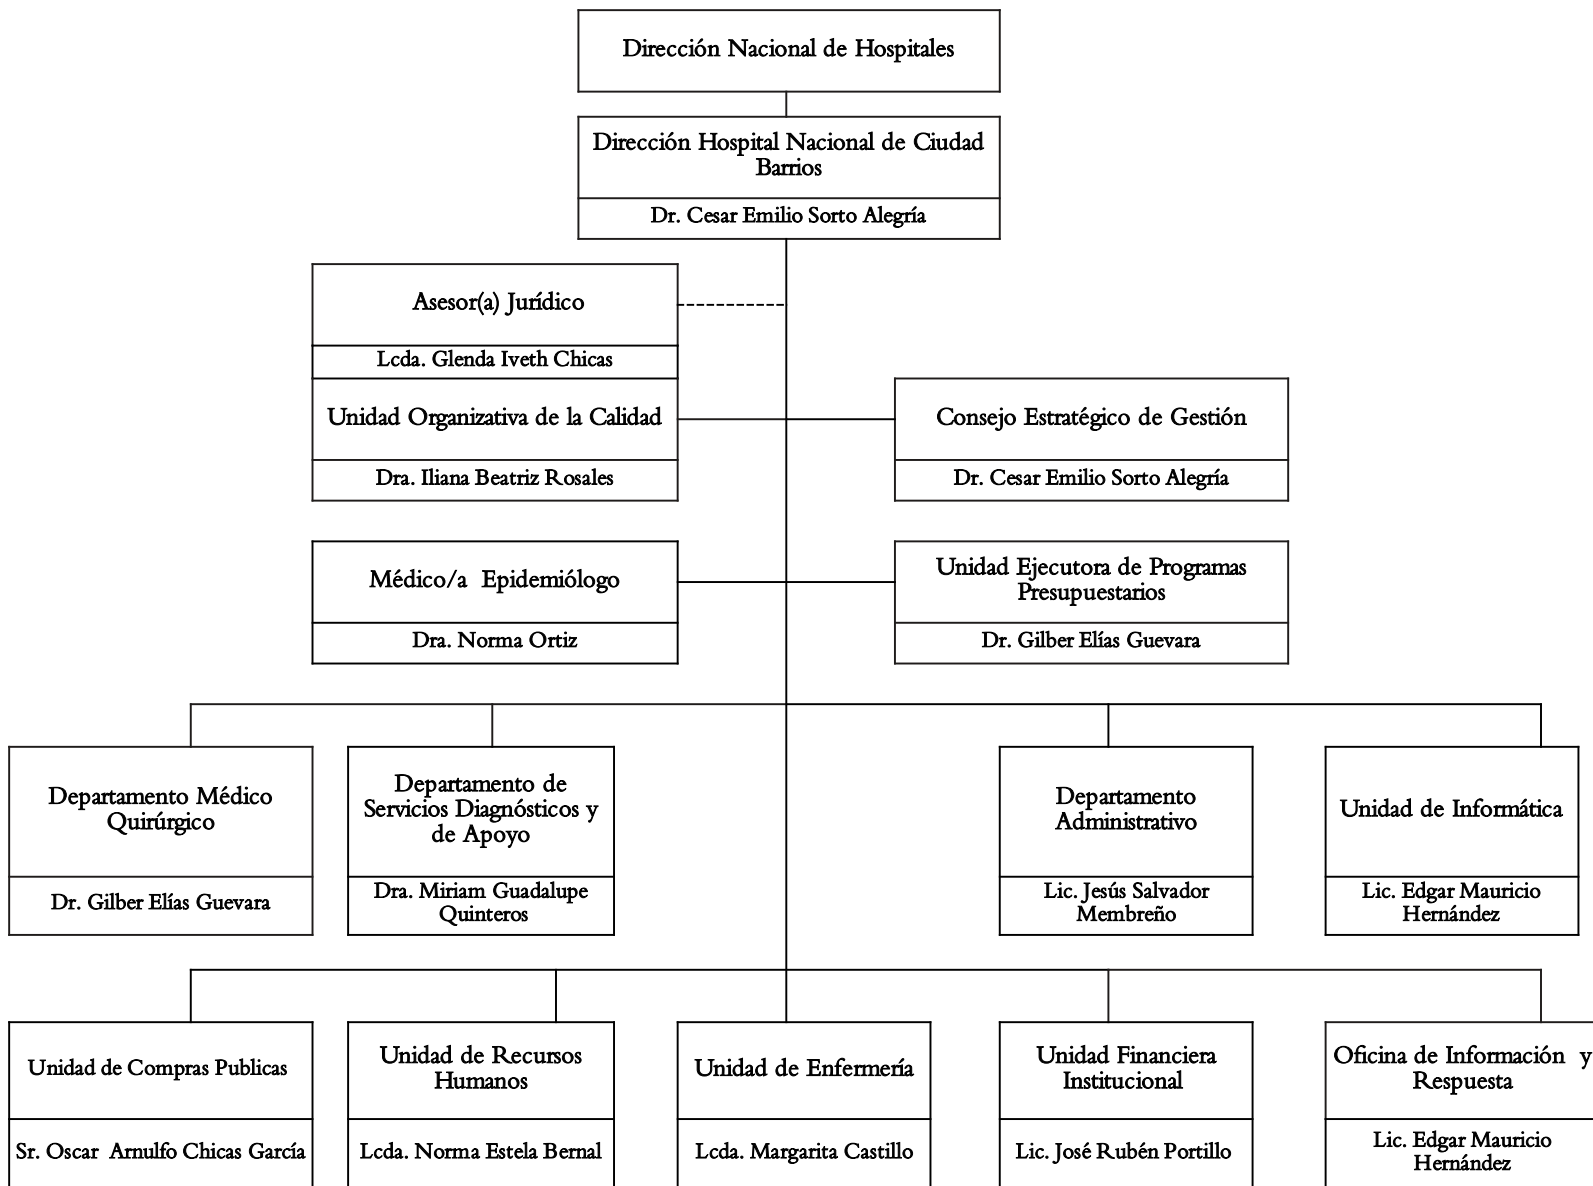 Dirección Nacional de Hospitales
Dirección Hospital Nacional de Ciudad
Barrios
Dr. Cesar Emilio Sorto Alegría
Asesor(a) Jurídico
Lcda. Glenda Iveth Chicas
Unidad Organizativa de la Calidad
Dra. Iliana Beatriz Rosales
Consejo Estratégico de Gestión
Dr. Cesar Emilio Sorto Alegría
Médico/a Epidemiólogo
Dra. Norma Ortiz
Unidad Ejecutora de Programas
Presupuestarios
Dr. Gilber Elías Guevara
Departamento Médico
Quirúrgico
Dr. Gilber Elías Guevara
Departamento de
Servicios Diagnósticos y
de Apoyo
Dra. Miriam Guadalupe
Quinteros
Departamento
Administrativo
Lic. Jesús Salvador
Membreño
Unidad de Informática
Lic. Edgar Mauricio
Hernández
Unidad de Compras Publicas
Sr. Oscar Arnulfo Chicas García
Unidad de Recursos
Humanos
Lcda. Norma Estela Bernal
Unidad de Enfermería
Lcda. Margarita Castillo
Unidad Financiera
Institucional
Lic. José Rubén Portillo
Oficina de Información y
Respuesta
Lic. Edgar Mauricio
Hernández